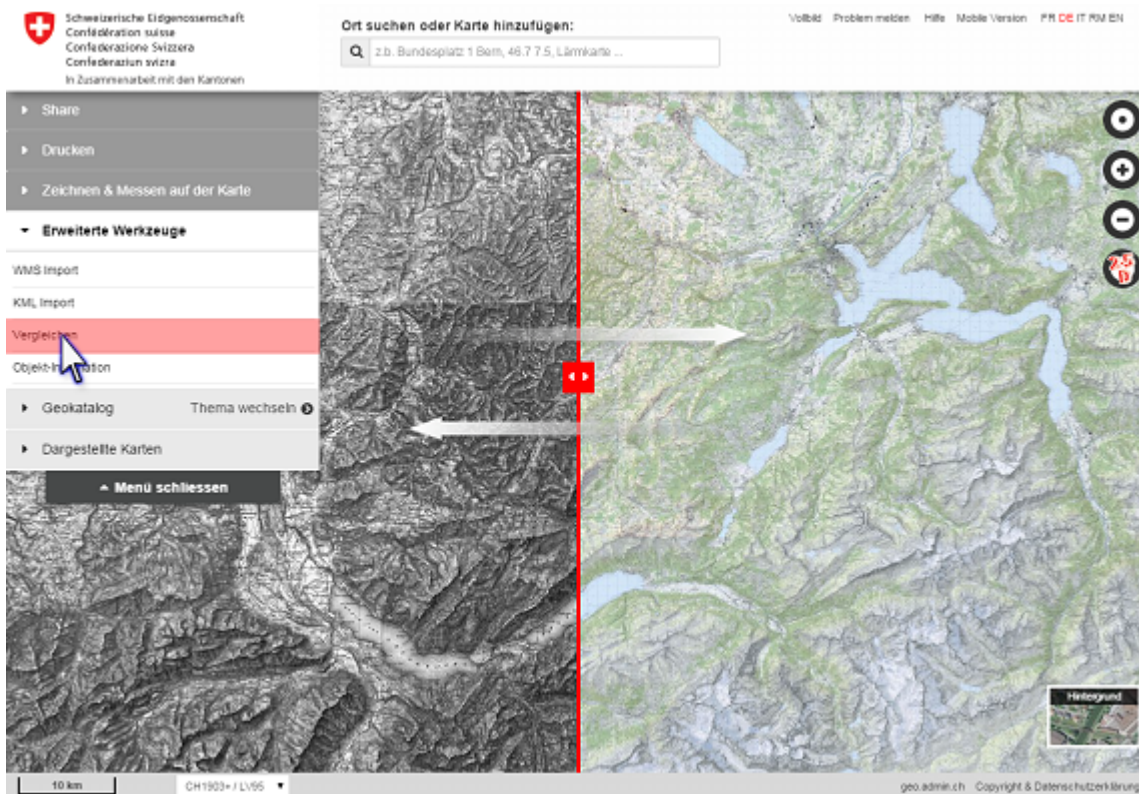 Schweizerische Eidgenossenschaft
Confédération suisse
Confederazione Svizzera
Confederaziun svizra
In Zusammenarbeit mit den Kantonen
Ort suchen oder Karte hinzufügen:
z.b. Bundesplatz 1 Bern, 46.7 7.5, Lärmkarte ...
Vollbild Problem melden Hilfe Mobile Version FR DE IT RM EN
Share
Drucken
Zeichnen & Messen auf der Karte
Erweiterte Werkzeuge
WMS Import
KML Import
Vergleichen
Objekt-Information
Geokatalog Thema wechseln
Dargestellte Karten
Menü schliessen
Hintergrund
10 km
CH1903+ / LV95
geo.admin.ch Copyright & Datenschutzerklärung